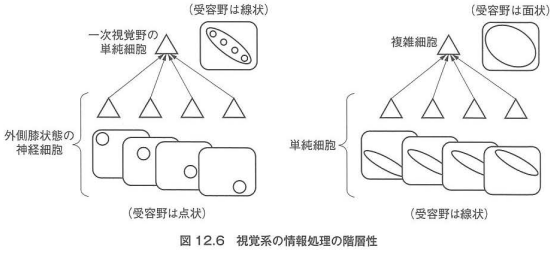 (受容野は線状)
一次視覚野の
単純細胞
外側膝状態の
神経細胞
(受容野は点状)
(受容野は面状)
複雑細胞
単純細胞
(受容野は線状)
図 12.6 視覚系の情報処理の階層性